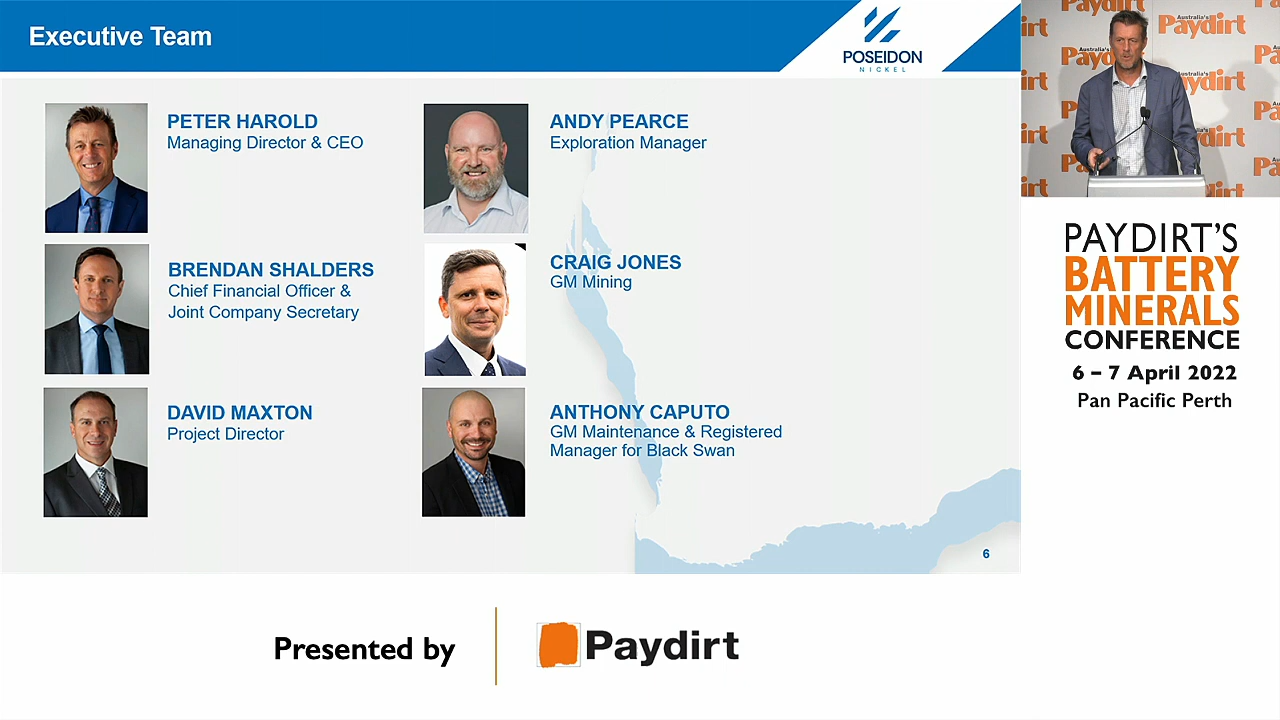 Executive Team
POSEIDON
NICKEL
PETER HAROLD
Managing Director & CEO
ANDY PEARCE
Exploration Manager
BRENDAN SHALDERS
Chief Financial Officer &
Joint Company Secretary
CRAIG JONES
GM Mining
DAVID MAXTON
Project Director
ANTHONY CAPUTO
GM Maintenance & Registered
Manager for Black Swan
6
Australia's
Paydirt
PAYDIRT'S
BATTERY
MINERALS
CONFERENCE
6 – 7 April 2022
Pan Pacific Perth
Presented by
Paydirt